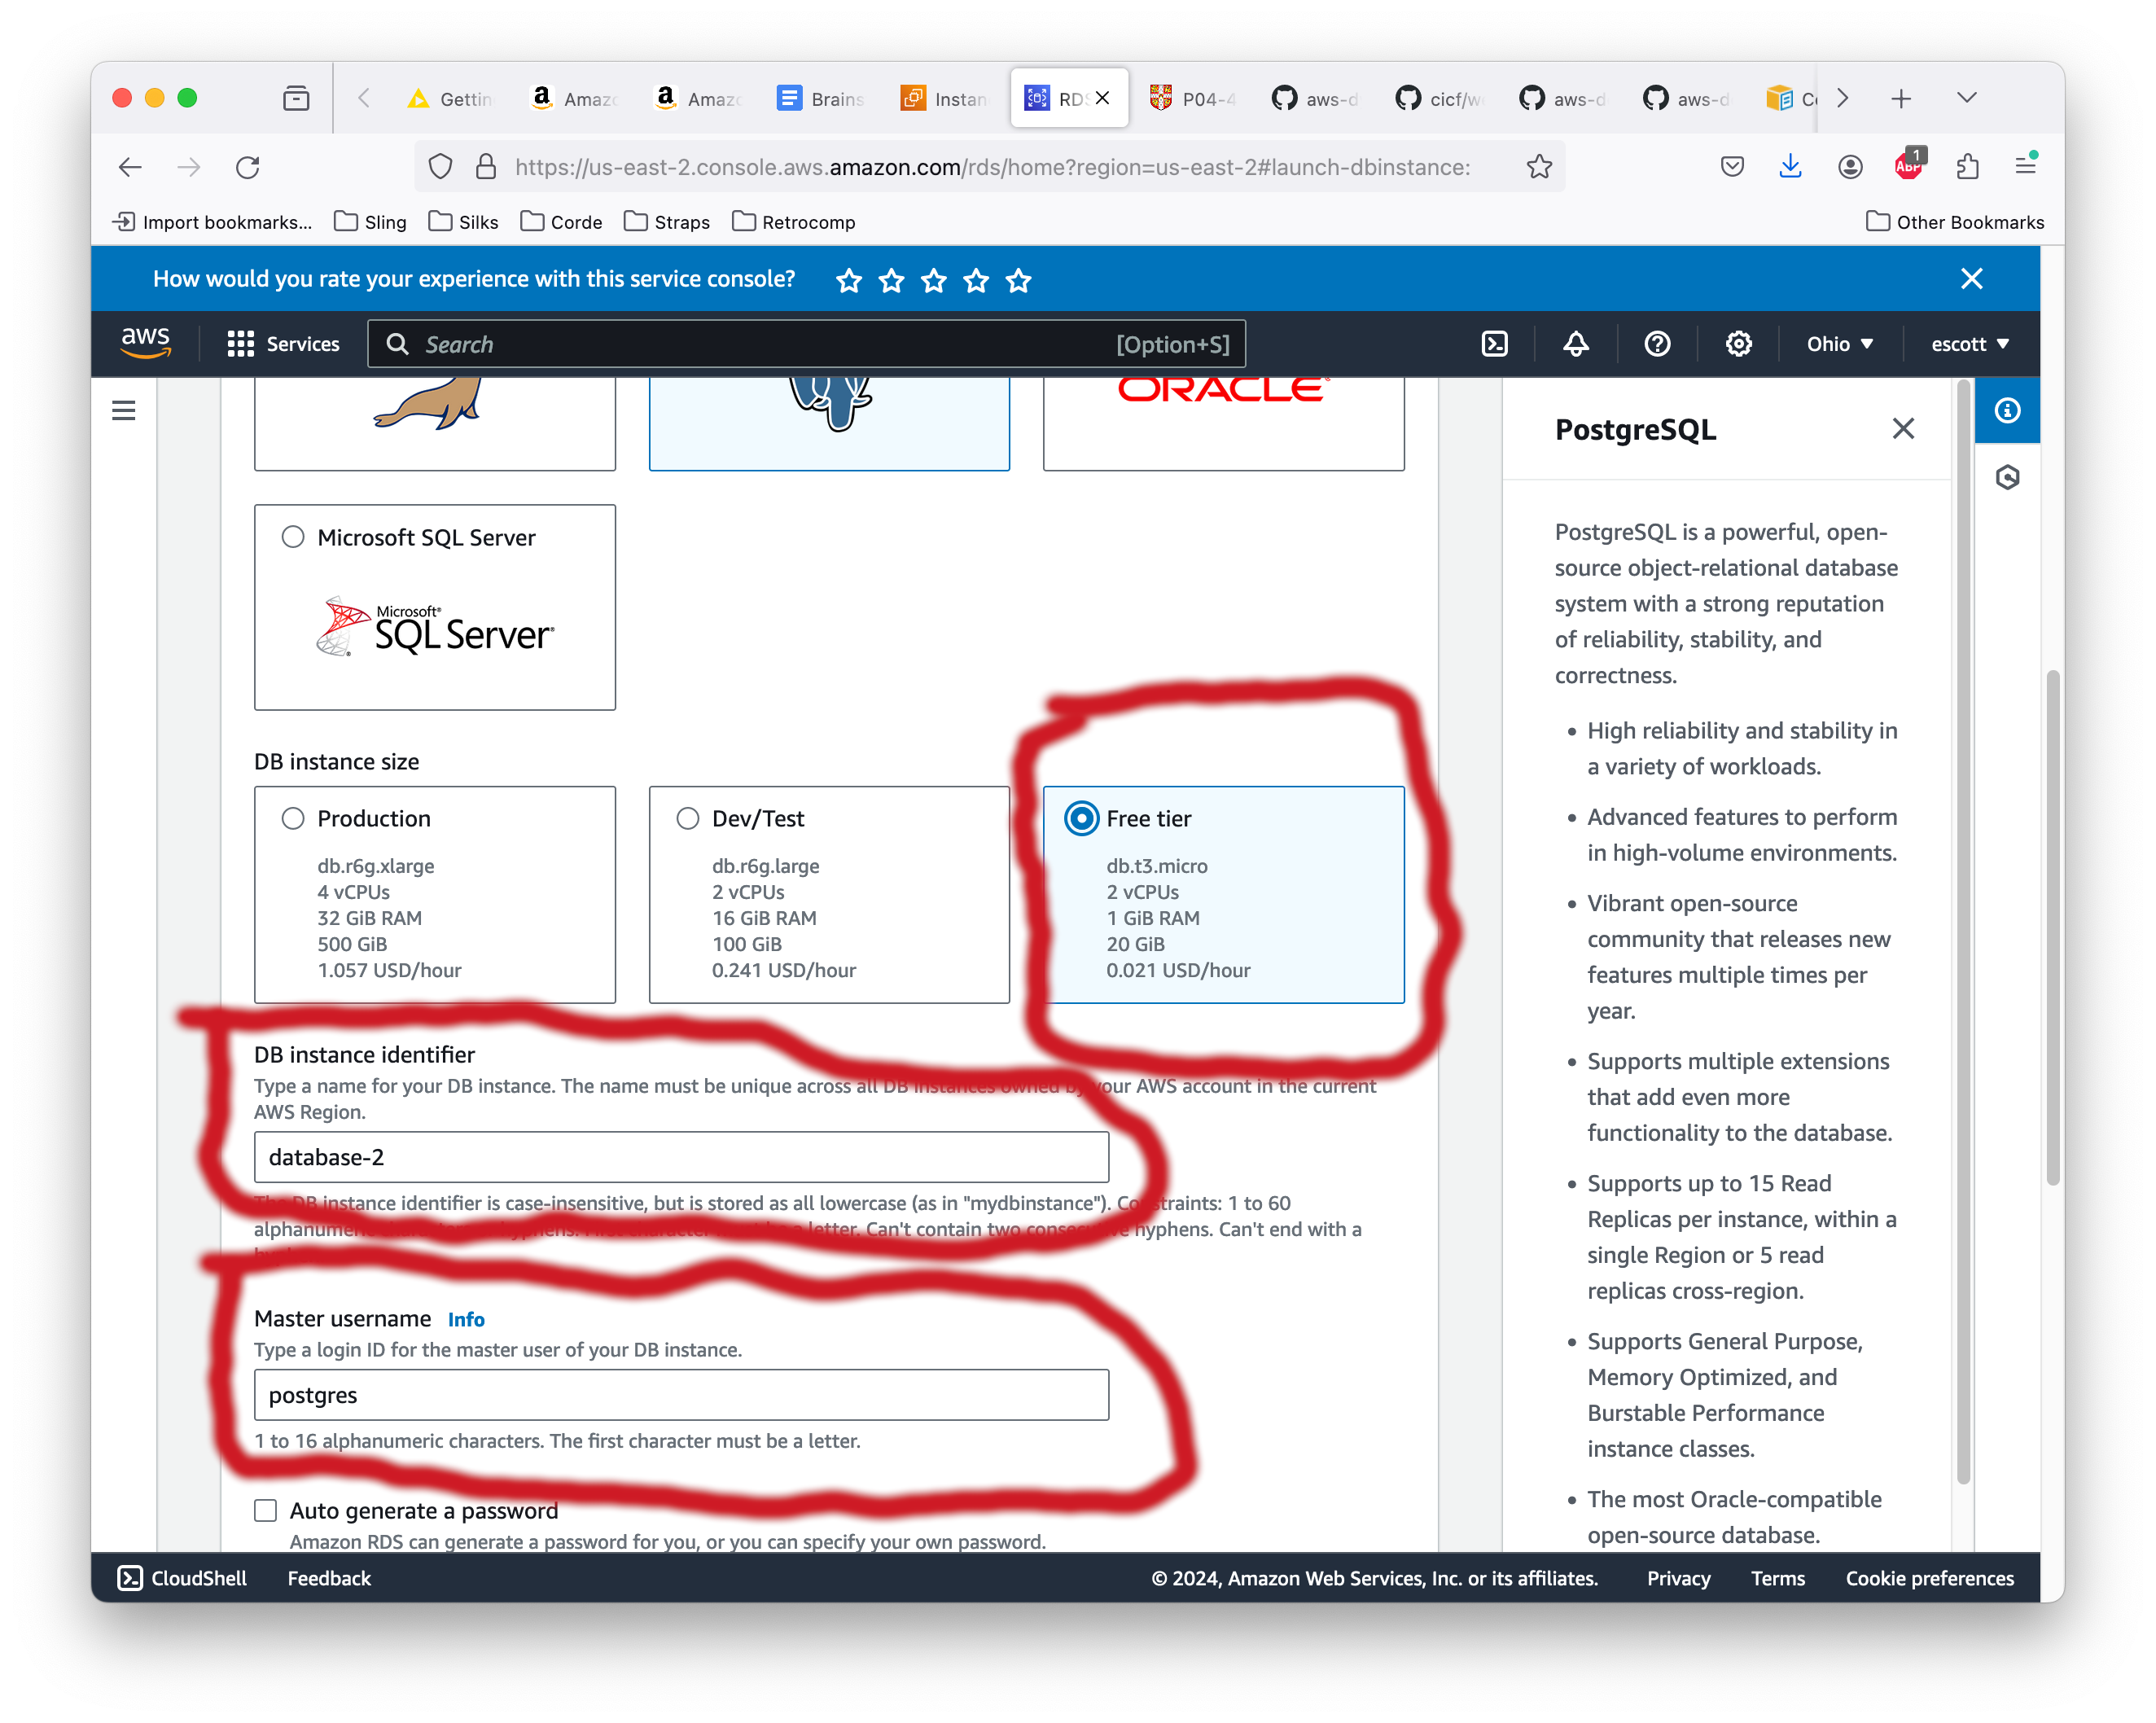 Gettin
Amazo
Amazo
Brains
Instan
RDS
P04-4
aws-d
cicf/w
aws-d
aws-d
https://us-east-2.console.aws.amazon.com/rds/home?region=us-east-2#launch-dbinstance:
1
ABP
Import bookmarks...
Sling
Silks
Corde
Straps
Retrocomp
Other Bookmarks
How would you rate your experience with this service console?
aws
Services
Search
[Option+S]
Ohio
escott
ORACLE
Microsoft SQL Server
Microsoft®
SQL Server®
DB instance size
Production
db.r6g.xlarge
4 vCPUs
32 GiB RAM
500 GiB
1.057 USD/hour
Dev/Test
db.r6g.large
2 vCPUs
16 GiB RAM
100 GiB
0.241 USD/hour
Free tier
db.t3.micro
2 vCPUs
1 GiB RAM
20 GiB
0.021 USD/hour
DB instance identifier
Type a name for your DB instance. The name must be unique across all DB instances owned by your AWS account in the current
AWS Region.
database-2
The DB instance identifier is case-insensitive, but is stored as all lowercase (as in "mydbinstance"). Constraints: 1 to 60
alphanumeric letter. Can't contain two consecutive hyphens. Can't end with a
Master username Info
Type a login ID for the master user of your DB instance.
postgres
1 to 16 alphanumeric characters. The first character must be a letter.
Auto generate a password
Amazon RDS can generate a password for you, or you can specify your own password.
PostgreSQL
PostgreSQL is a powerful, open-
source object-relational database
system with a strong reputation
of reliability, stability, and
correctness.
• High reliability and stability in
a variety of workloads.
• Advanced features to perform
in high-volume environments.
• Vibrant open-source
community that releases new
features multiple times per
year.
• Supports multiple extensions
that add even more
functionality to the database.
• Supports up to 15 Read
Replicas per instance, within a
single Region or 5 read
replicas cross-region.
• Supports General Purpose,
Memory Optimized, and
Burstable Performance
instance classes.
• The most Oracle-compatible
open-source database.
CloudShell
Feedback
© 2024, Amazon Web Services, Inc. or its affiliates.
Privacy
Terms
Cookie preferences